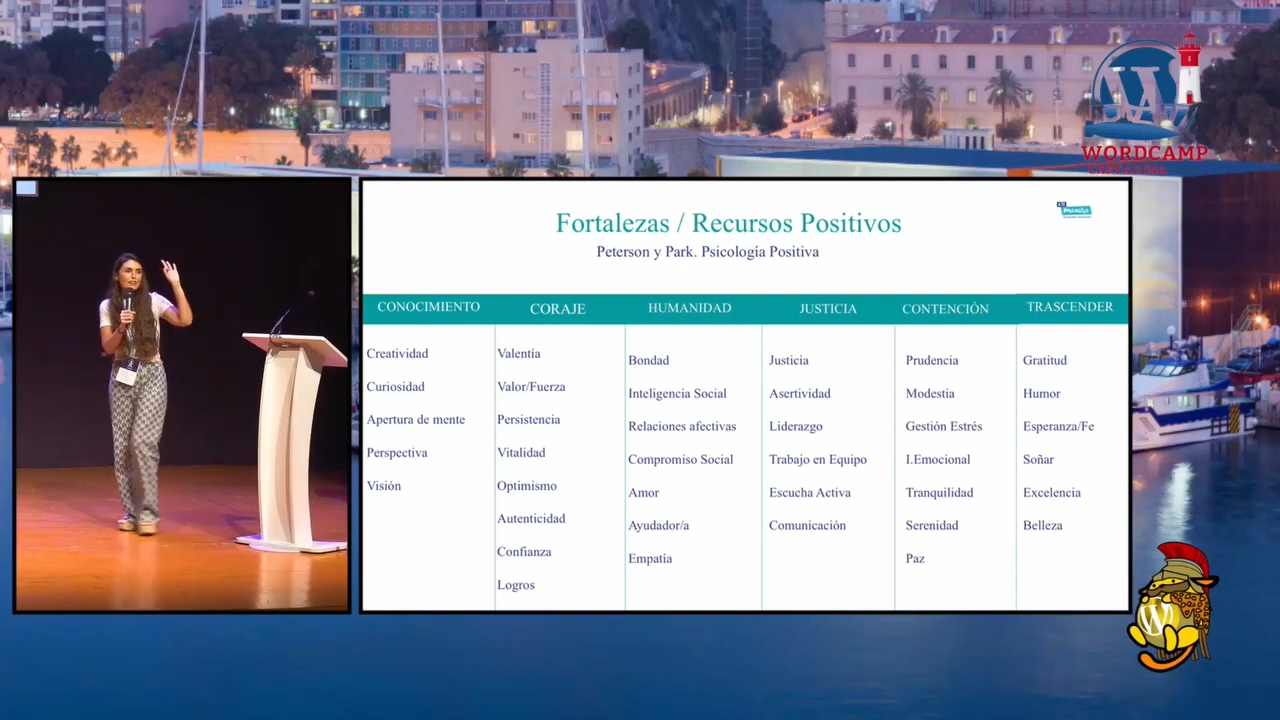 WORDCAMP
CARTAGENA
Fortalezas / Recursos Positivos
Peterson y Park. Psicología Positiva
CONOCIMIENTO
Creatividad
Curiosidad
Apertura de mente
Perspectiva
Visión
CORAJE
Valentía
Valor/Fuerza
Persistencia
Vitalidad
Optimismo
Autenticidad
Confianza
Logros
HUMANIDAD
Bondad
Inteligencia Social
Relaciones afectivas
Compromiso Social
Amor
Ayudador/a
Empatía
JUSTICIA
Justicia
Asertividad
Liderazgo
Trabajo en Equipo
Escucha Activa
Comunicación
CONTENCIÓN
Prudencia
Modestia
Gestión Estrés
I.Emocional
Tranquilidad
Serenidad
Paz
TRASCENDER
Gratitud
Humor
Esperanza/Fe
Soñar
Excelencia
Belleza